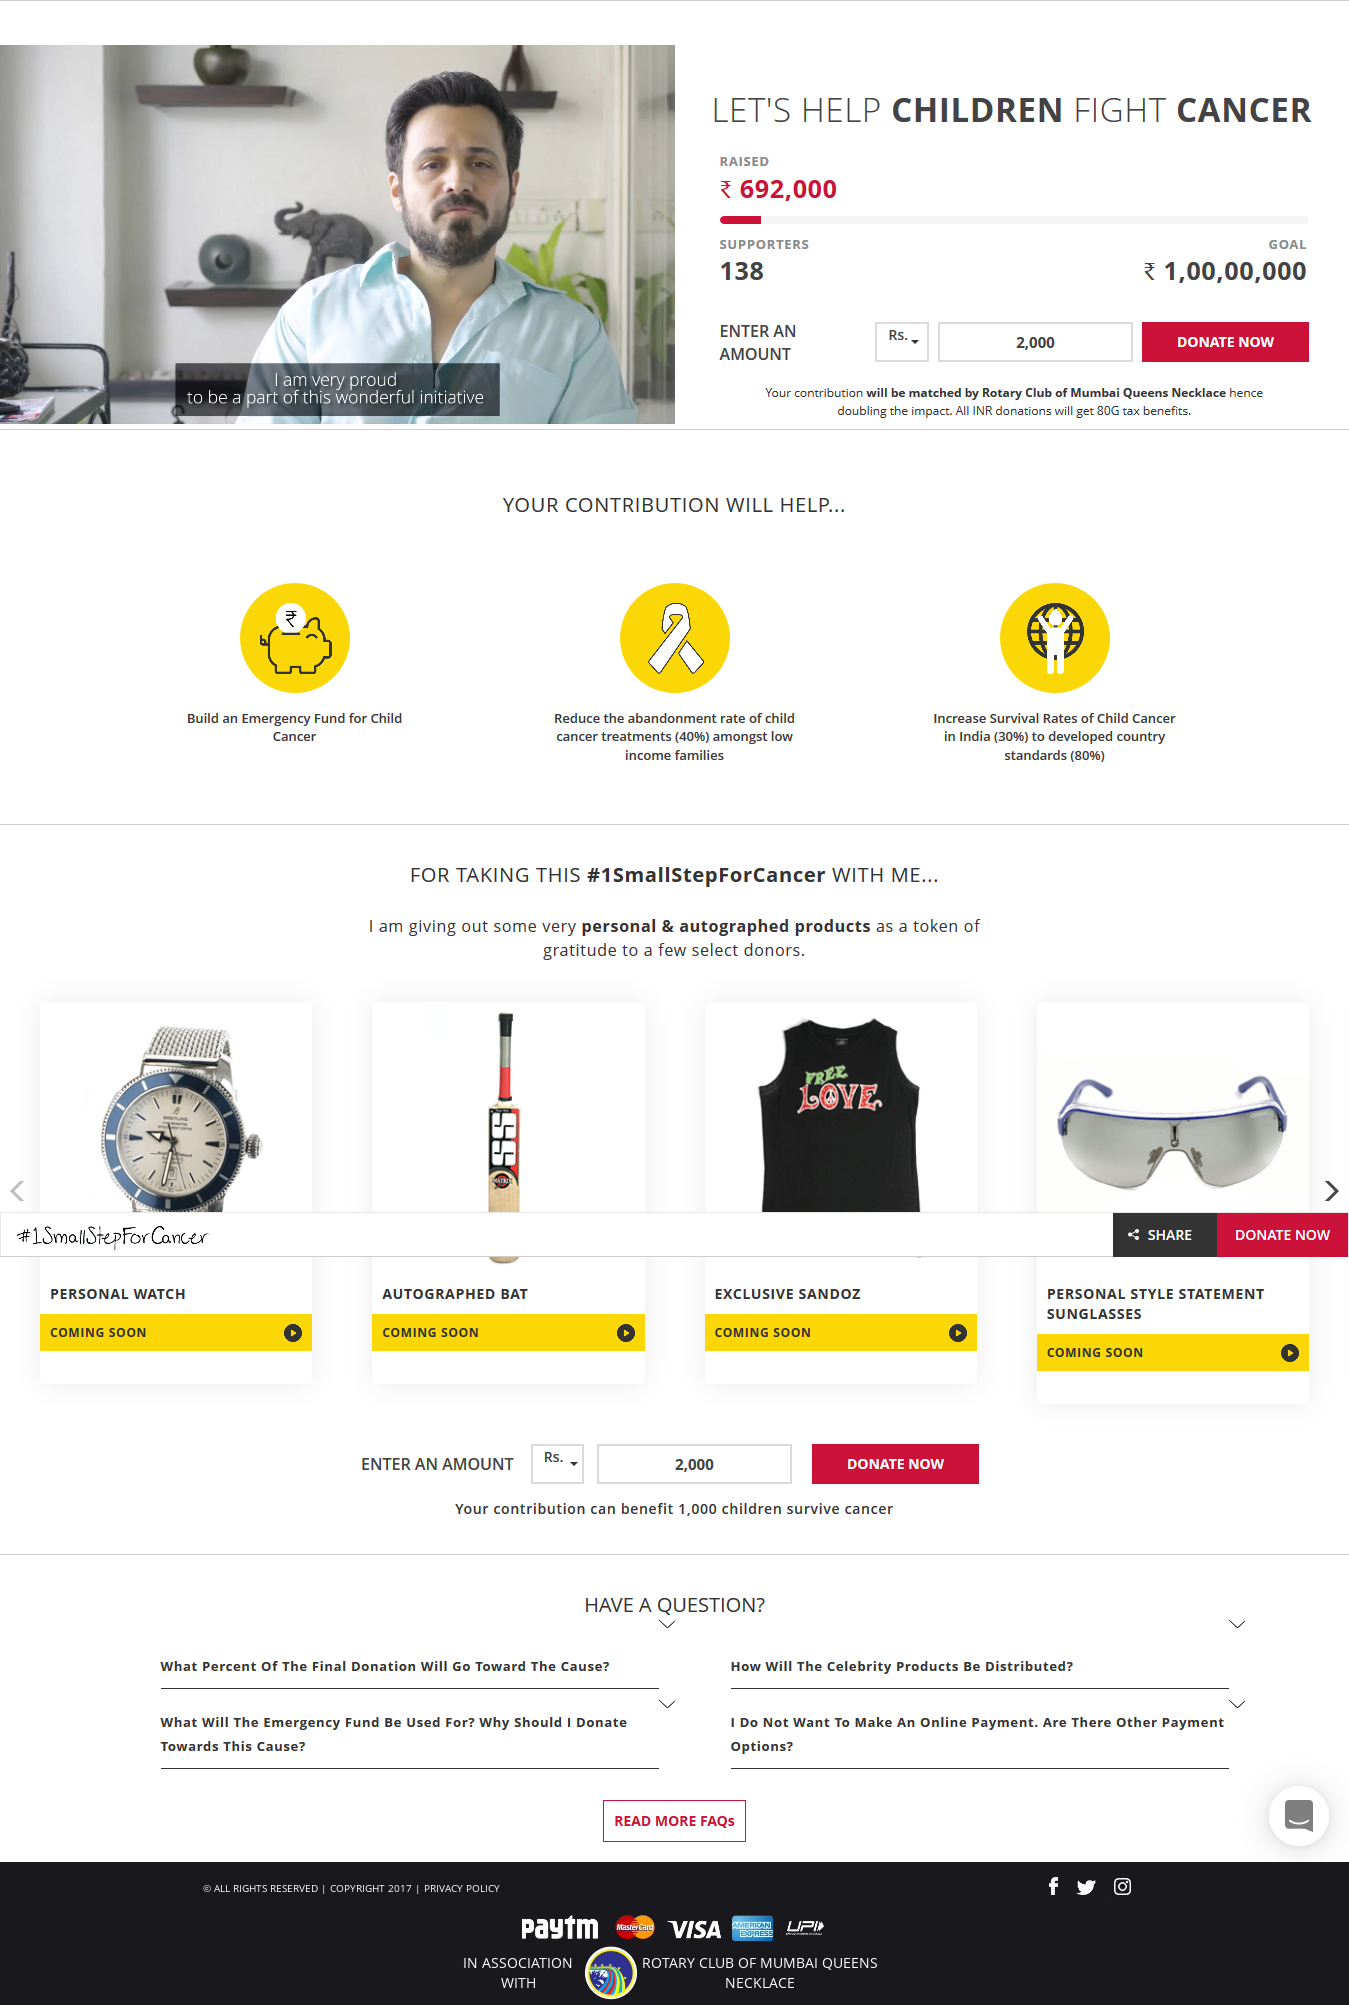 LET'S HELP CHILDREN FIGHT CANCER
RAISED
₹ 692,000
SUPPORTERS
GOAL
138
₹ 1,00,00,000
ENTER AN
AMOUNT
Rs.
2,000
DONATE NOW
Your contribution will be matched by Rotary Club of Mumbai Queens Necklace hence
doubling the impact. All INR donations will get 80G tax benefits.
I am very proud
to be a part of this wonderful initiative
YOUR CONTRIBUTION WILL HELP...
₹
Build an Emergency Fund for Child
Cancer
Reduce the abandonment rate of child
cancer treatments (40%) amongst low
income families
Increase Survival Rates of Child Cancer
in India (30%) to developed country
standards (80%)
FOR TAKING THIS #1SmallStepForCancer WITH ME...
I am giving out some very personal & autographed products as a token of
gratitude to a few select donors.
BREITLING
SS
FREE
LOVE
#1SmallStepForCancer
SHARE
DONATE NOW
PERSONAL WATCH
COMING SOON
AUTOGRAPHED BAT
COMING SOON
EXCLUSIVE SANDOZ
COMING SOON
PERSONAL STYLE STATEMENT
SUNGLASSES
COMING SOON
ENTER AN AMOUNT
Rs.
2,000
DONATE NOW
Your contribution can benefit 1,000 children survive cancer
HAVE A QUESTION?
What Percent Of The Final Donation Will Go Toward The Cause?
How Will The Celebrity Products Be Distributed?
What Will The Emergency Fund Be Used For? Why Should I Donate
Towards This Cause?
I Do Not Want To Make An Online Payment. Are There Other Payment
Options?
READ MORE FAQs
© ALL RIGHTS RESERVED | COPYRIGHT 2017 | PRIVACY POLICY
paytm
MasterCard
VISA
AMERICAN
EXPRESS
UPI
IN ASSOCIATION
WITH
ROTARY CLUB OF MUMBAI QUEENS
NECKLACE